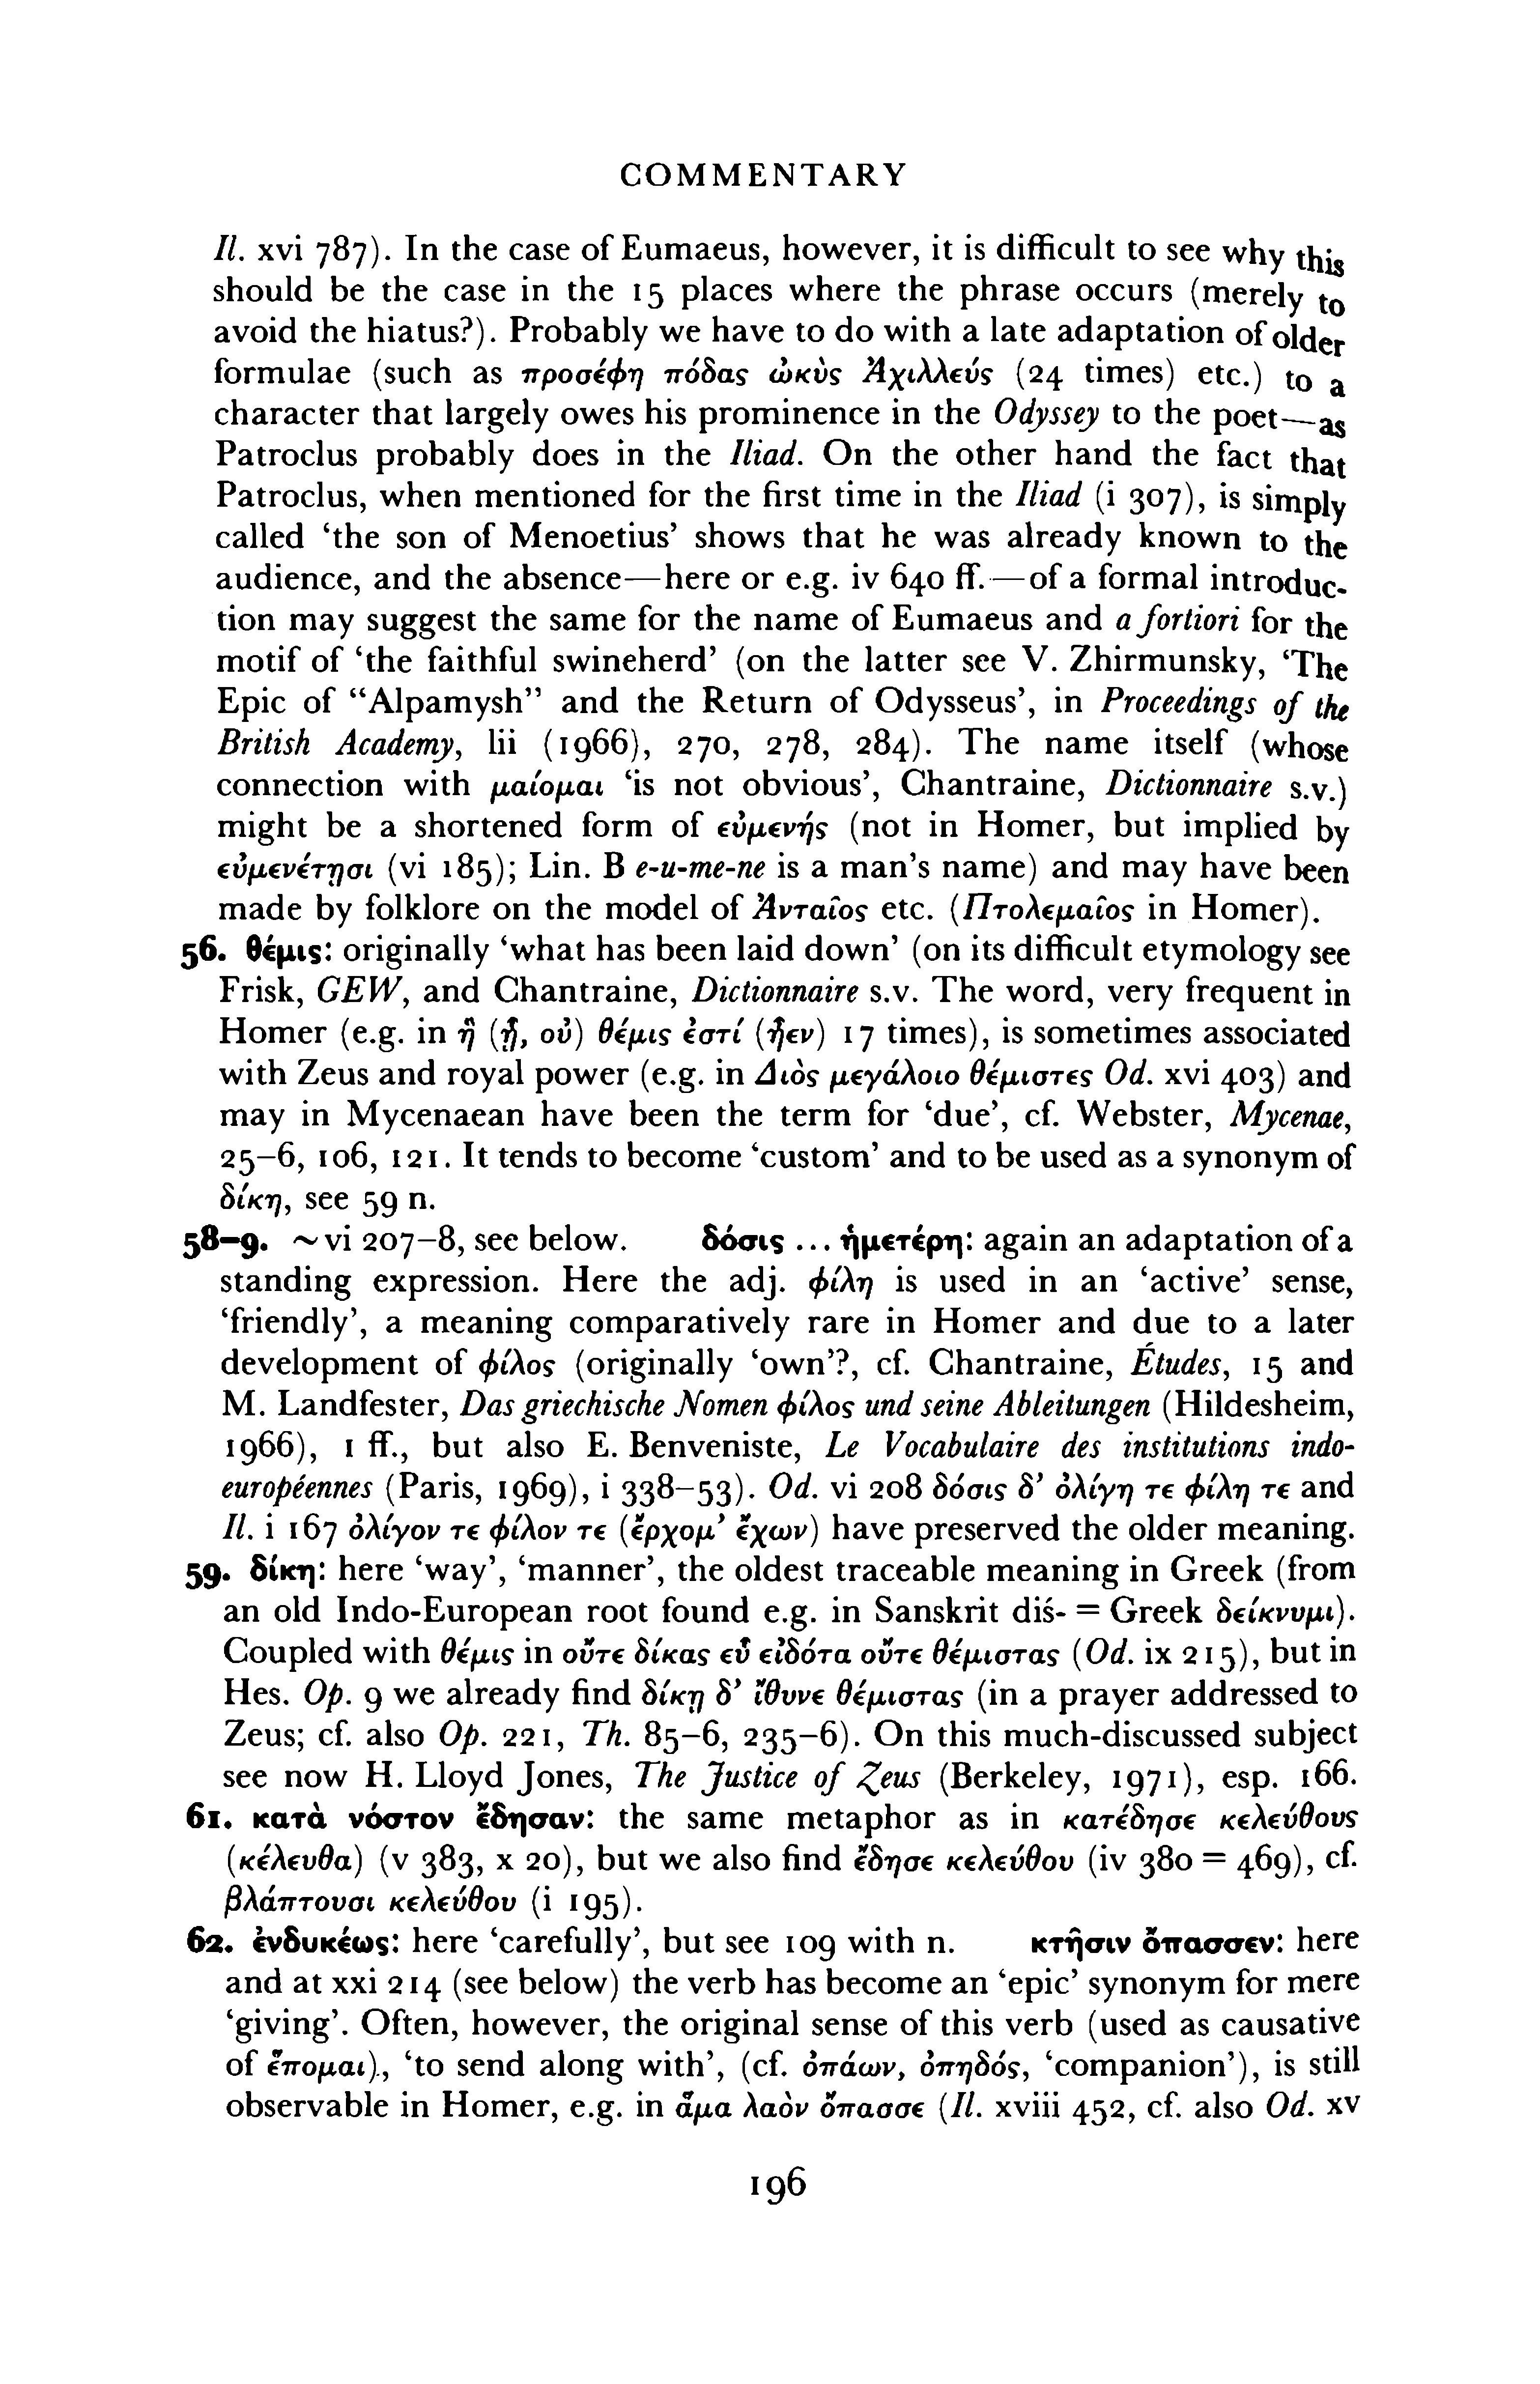 COMMENTARY
Il. xvi 787). In the case of Eumaeus, however, it is difficult to see why this
should be the case in the 15 places where the phrase occurs (merely to
avoid the hiatus?). Probably we have to do with a late adaptation of older
formulae (such as προσέφη πόδας ὠκὺς Ἀχιλλεύς (24 times) etc.) to a
character that largely owes his prominence in the Odyssey to the poet—as
Patroclus probably does in the Iliad. On the other hand the fact that
Patroclus, when mentioned for the first time in the Iliad (i 307), is simply
called ‘the son of Menoetius’ shows that he was already known to the
audience, and the absence—here or e.g. iv 640 ff.—of a formal introduc-
tion may suggest the same for the name of Eumaeus and a fortiori for the
motif of ‘the faithful swineherd’ (on the latter see V. Zhirmunsky, ‘The
Epic of “Alpamysh” and the Return of Odysseus’, in Proceedings of the
British Academy, lii (1966), 270, 278, 284). The name itself (whose
connection with μαίομαι ‘is not obvious’, Chantraine, Dictionnaire s.v.)
might be a shortened form of εὐμενής (not in Homer, but implied by
εὐμενέτῃσι (vi 185); Lin. B e-u-me-ne is a man’s name) and may have been
made by folklore on the model of Ἀνταῖος etc. (Πτολεμαῖος in Homer).
56. θέμις: originally ‘what has been laid down’ (on its difficult etymology see
Frisk, GEW, and Chantraine, Dictionnaire s.v. The word, very frequent in
Homer (e.g. in ἣ (ᾗ, οὐ) θέμις ἐστί (ἦεν) 17 times), is sometimes associated
with Zeus and royal power (e.g. in Διὸς μεγάλοιο θέμιστες Od. xvi 403) and
may in Mycenaean have been the term for ‘due’, cf. Webster, Mycenae,
25–6, 106, 121. It tends to become ‘custom’ and to be used as a synonym of
δίκη, see 59 n.
58–9. ~ vi 207–8, see below. δόσις ... ἡμετέρη: again an adaptation of a
standing expression. Here the adj. φίλη is used in an ‘active’ sense,
‘friendly’, a meaning comparatively rare in Homer and due to a later
development of φίλος (originally ‘own’?, cf. Chantraine, Études, 15 and
M. Landfester, Das griechische Nomen φίλος und seine Ableitungen (Hildesheim,
1966), 1 ff., but also E. Benveniste, Le Vocabulaire des institutions indo-
européennes (Paris, 1969), i 338–53). Od. vi 208 δόσις δ’ ὀλίγη τε φίλη τε and
Il. i 167 ὀλίγον τε φίλον τε (ἔρχομ’ ἔχων) have preserved the older meaning.
59. δίκη: here ‘way’, ‘manner’, the oldest traceable meaning in Greek (from
an old Indo-European root found e.g. in Sanskrit diś- = Greek δείκνυμι).
Coupled with θέμις in οὔτε δίκας εὖ εἰδότα οὔτε θέμιστας (Od. ix 215), but in
Hes. Op. 9 we already find δίκῃ δ’ ἴθυνε θέμιστας (in a prayer addressed to
Zeus; cf. also Op. 221, Th. 85–6, 235–6). On this much-discussed subject
see now H. Lloyd Jones, The Justice of Zeus (Berkeley, 1971), esp. 166.
61. κατὰ νόστον ἔδησαν: the same metaphor as in κατέδησε κελεύθους
(κέλευθα) (v 383, x 20), but we also find ἔδησε κελεύθου (iv 380 = 469), cf.
βλάπτουσι κελεύθου (i 195).
62. ἐνδυκέως: here ‘carefully’, but see 109 with n. κτῆσιν ὄπασσεν: here
and at xxi 214 (see below) the verb has become an ‘epic’ synonym for mere
‘giving’. Often, however, the original sense of this verb (used as causative
of ἕπομαι)., ‘to send along with’, (cf. ὀπάων, ὀπηδός, ‘companion’), is still
observable in Homer, e.g. in ἅμα λαὸν ὄπασσε (Il. xviii 452, cf. also Od. xv
196